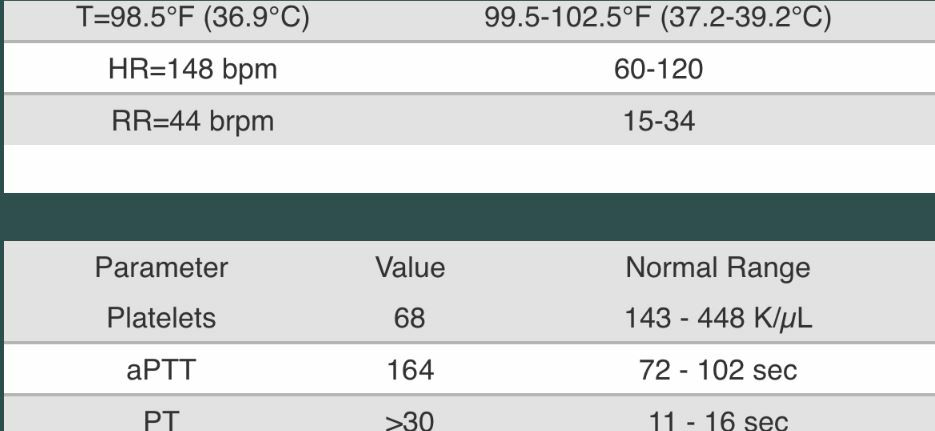 T=98.5°F (36.9°C) 99.5-102.5°F (37.2-39.2°C)
HR=148 bpm 60-120
RR=44 brpm 15-34
Parameter Value Normal Range
Platelets 68 143 - 448 K/µL
aPTT 164 72 - 102 sec
PT >30 11 - 16 sec